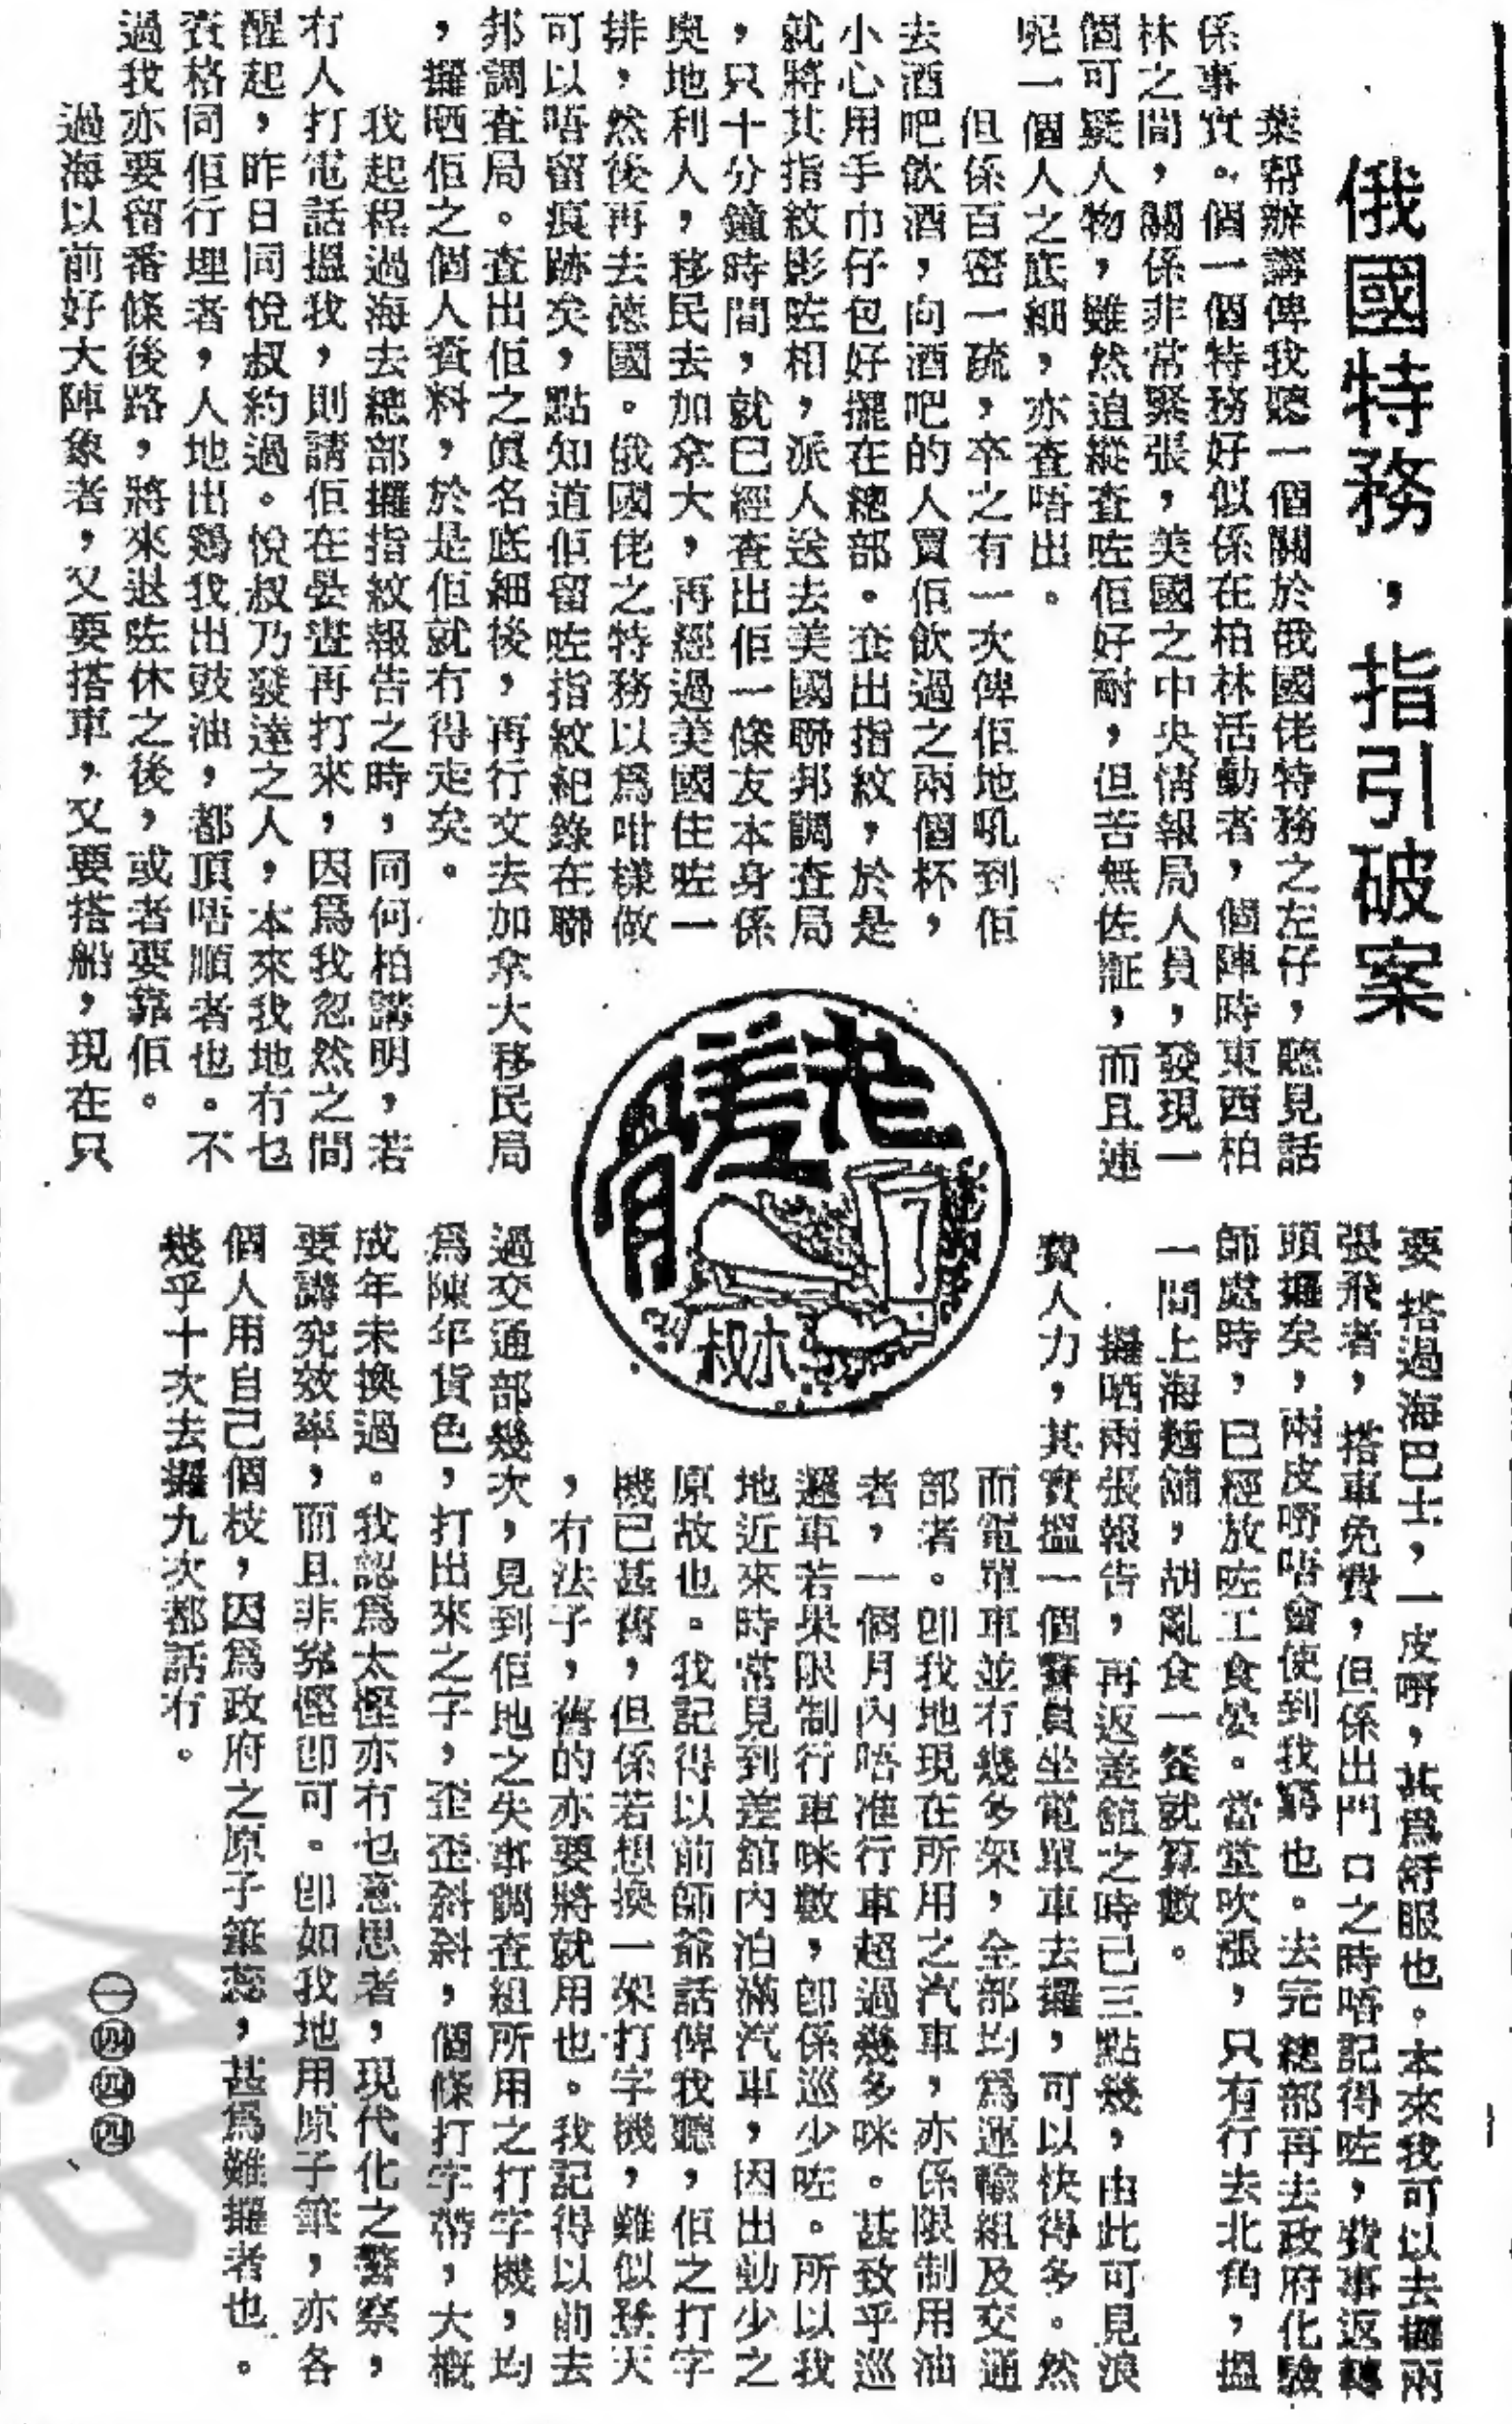 俄國特務，指引破案
葉帮辦講俾我聽一個關於俄國佬特務之左仔，聽見話
係事實。個一個特務好似係在柏林活動者，個陣時東西柏
林之間，關係非常緊張，美國之中央情報局人員，發現一
個可疑人物，雖然追縱查咗佢好耐，但苦無佐証，而且連
呢一個人之底細，亦查唔出。
但係百密一疏，卒之有一次俾佢地吼到佢
去酒吧飲酒，向酒吧的人買佢飲過之兩個杯，
小心用手巾仔包好擺在總部。套出指紋，於是
就將其指紋影咗相，派人送去美國聯邦調查局
，只十分鐘時間，就已經查出佢一條友本身係
奥地利人，移民去加拿大，再經過美國住咗一
排，然後再去德國。俄國佬之特務以爲咁樣做
可以唔留痕跡矣，點知道佢留咗指紋紀錄在聯
邦調查局。查出佢之眞名底細後，再行文去加拿大移民局
，攞晒佢之個人資料，於是佢就冇得走矣。
我起程過海去總部攞指紋報告之時，同何柏講明，若
冇人打電話搵我，則請佢在晏晝再打來，因爲我忽然之間
醒起，昨日同悅叔約過。悅叔乃發達之人，本來我地冇乜
資格同佢行埋者，人地出鷄我出豉油，都頂唔順者也。不
過我亦要留番條後路，將來退咗休之後，或者要靠佢。
過海以前好大陣象者，又要搭車，又要搭船，現在只
老差骨
林叔
要搭過海巴士，一皮嘢，甚爲舒服也。本來我可以去攞兩
張飛者，搭車免費，但係出門口之時唔記得咗，費事返轉
頭攞矣，兩皮嘢唔會使到我窮也。去完總部再去政府化驗
師處時，已經放咗工食晏。當堂吹漲，只有行去北角，搵
一間上海麵舖，胡亂食一餐就算數。
攞晒兩張報告，再返差館之時已三點幾，由此可見浪
費人力，其實搵一個警員坐電單車去攞，可以快得多。然
而電單車並冇幾多架，全部均爲運輸組及交通
部者。卽我地現在所用之汽車，亦係限制用油
者，一個月內唔准行車超過幾多咪。甚致乎巡
邏車若果限制行車咪數，卽係巡少咗。所以我
地近來時常見到差館內泊滿汽車，因出勤少之
原故也。我記得以前師爺話俾我聽，佢之打字
機已甚舊，但係若想換一架打字機，難似登天
，冇法子，舊的亦要將就用也。我記得以前去
過交通部幾次，見到佢地之失事調查組所用之打字機，均
爲陳年貨色，打出來之字，歪歪斜斜，個條打字帶，大概
成年未換過。我認爲太慳亦冇乜意思者，現代化之警察，
要講究效率，而且非死慳卽可。卽如我地用原子筆，亦各
個人用自己個枝，因爲政府之原子筆蕊，甚爲難攞者也。
幾乎十次去攞九次都話冇。
㊀㊃㊃㊃